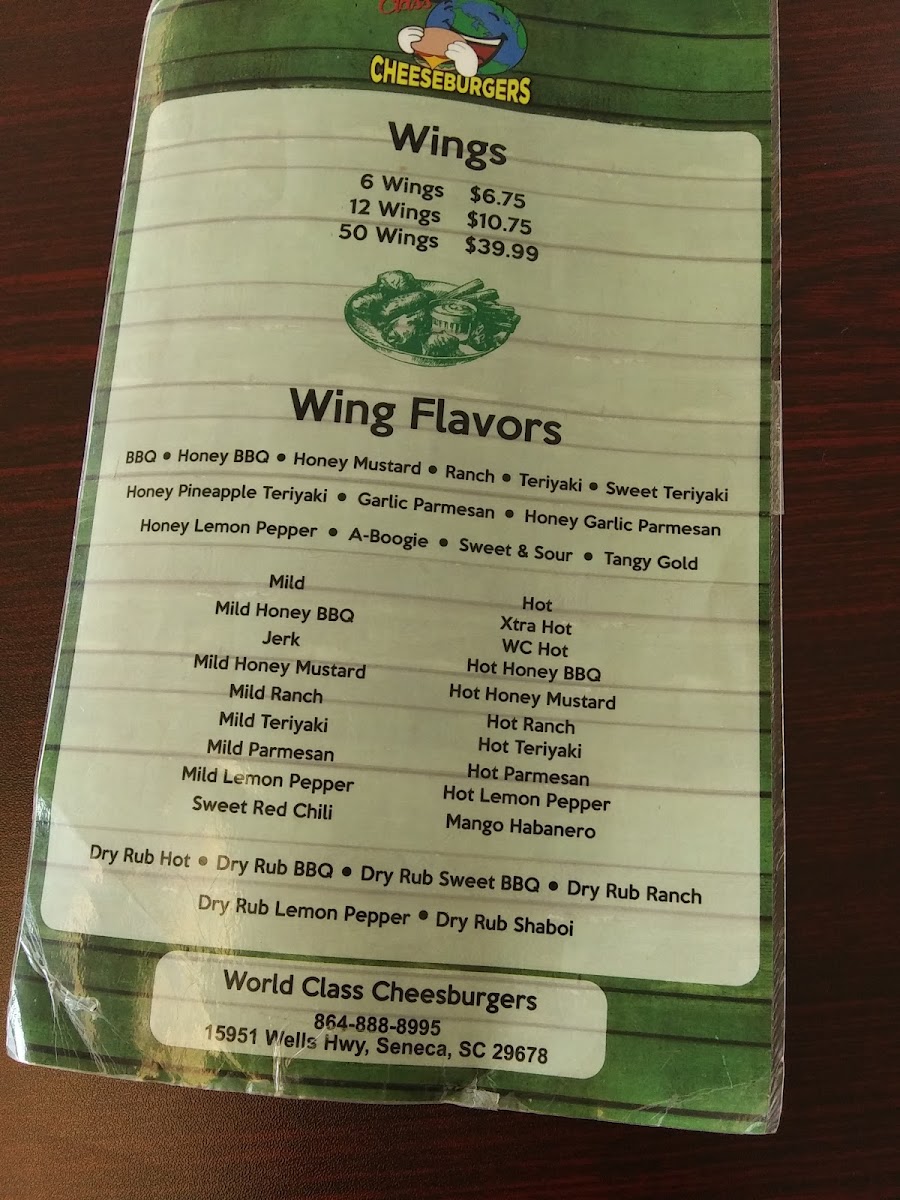 Class
CHEESEBURGERS
Wings
6 Wings $6.75
12 Wings $10.75
50 Wings $39.99
Wing Flavors
BBQ • Honey BBQ • Honey Mustard • Ranch • Teriyaki • Sweet Teriyaki
Honey Pineapple Teriyaki • Garlic Parmesan • Honey Garlic Parmesan
Honey Lemon Pepper • A-Boogie • Sweet & Sour • Tangy Gold
Mild
Mild Honey BBQ
Jerk
Mild Honey Mustard
Mild Ranch
Mild Teriyaki
Mild Parmesan
Mild Lemon Pepper
Sweet Red Chili
Hot
Xtra Hot
WC Hot
Hot Honey BBQ
Hot Honey Mustard
Hot Ranch
Hot Teriyaki
Hot Parmesan
Hot Lemon Pepper
Mango Habanero
Dry Rub Hot • Dry Rub BBQ • Dry Rub Sweet BBQ • Dry Rub Ranch
Dry Rub Lemon Pepper • Dry Rub Shaboi
World Class Cheesburgers
864-888-8995
15951 Wells Hwy, Seneca, SC 29678